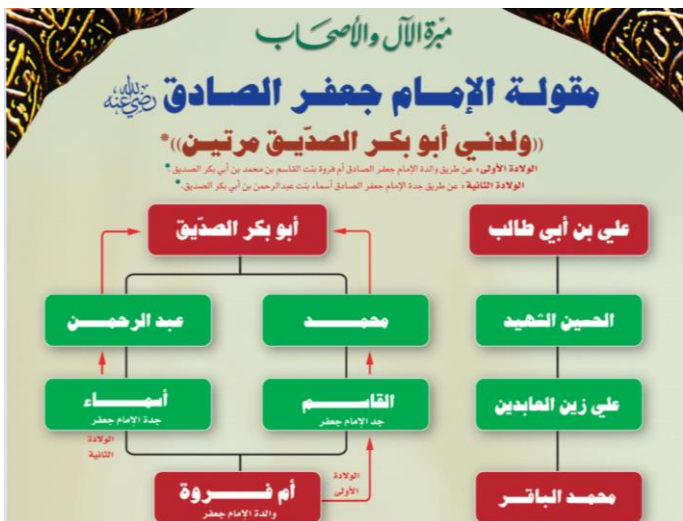 مبرّة الآل والأصحاب
مقولة الإمام جعفر الصادق رضي الله عنه
((ولدني أبو بكر الصدّيق مرتين))*
الولادة الأولى: عن طريق والدة الإمام جعفر الصادق أم فروة بنت القاسم بن محمد بن أبي بكر الصديق.*
الولادة الثانية: عن طريق جدة الإمام جعفر الصادق أسماء بنت عبدالرحمن بن أبي بكر الصديق.*
علي بن أبي طالب
أبو بكر الصدّيق
الحسين الشهيد
محمد
عبد الرحمن
علي زين العابدين
القاسم
جد الإمام جعفر
أسماء
جدة الإمام جعفر
الولادة
الثانية
الولادة
الأولى
محمد الباقر
أم فروة
والدة الإمام جعفر